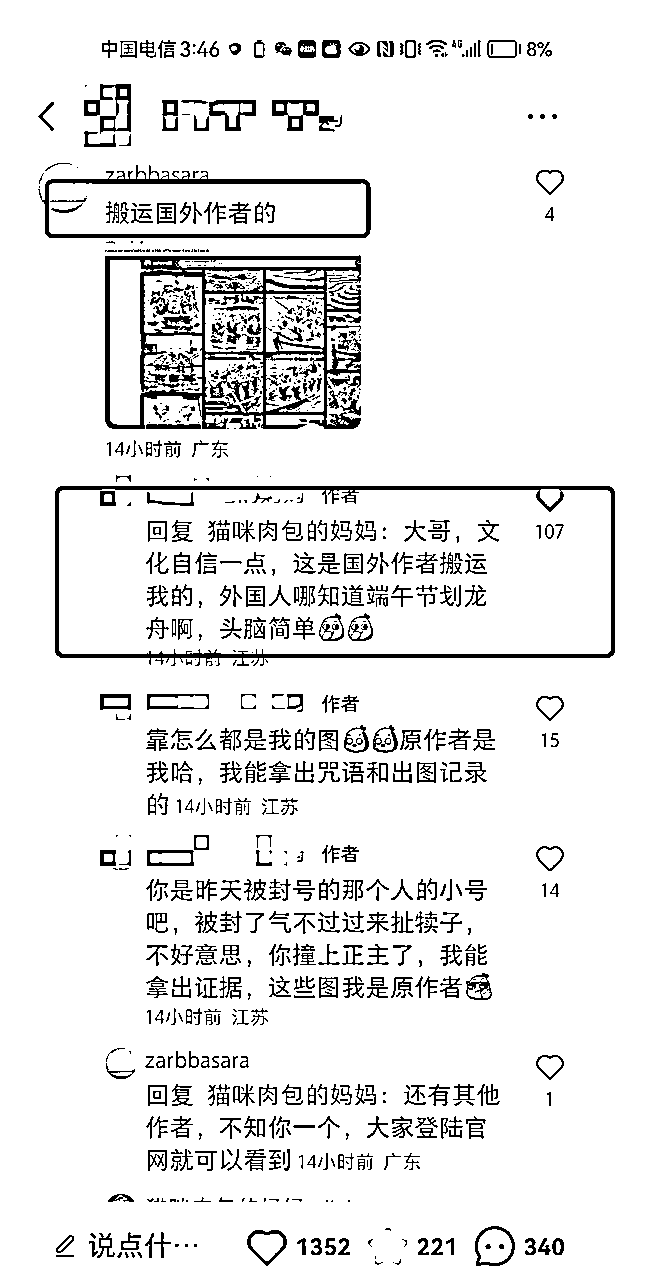 中国电信 3:46
8%
zarbbasara
4
搬运国外作者的
14小时前 广东
作者
回复 猫咪肉包的妈妈：大哥，文
107
化自信一点，这是国外作者搬运
我的，外国人哪知道端午节划龙
舟啊，头脑简单
14小时前 江苏
作者
靠怎么都是我的图原作者是
15
我哈，我能拿出咒语和出图记录
的 14小时前 江苏
作者
你是昨天被封号的那个人的小号
14
吧，被封了气不过过来扯犊子，
不好意思，你撞上正主了，我能
拿出证据，这些图我是原作者
14小时前 江苏
zarbbasara
回复 猫咪肉包的妈妈：还有其他
1
作者，不知你一个，大家登陆官
网就可以看到 14小时前 广东
说点什… 1352 221 340